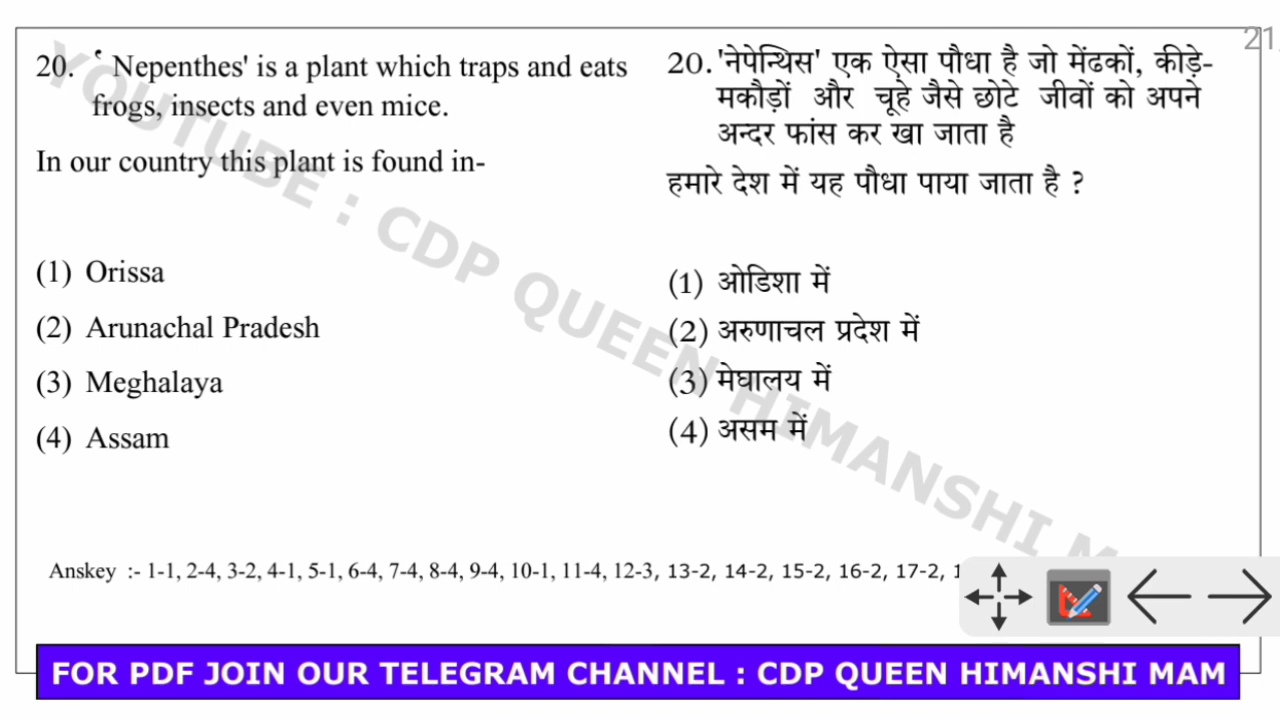 21
20. ‘ Nepenthes' is a plant which traps and eats
frogs, insects and even mice.
In our country this plant is found in-
(1) Orissa
(2) Arunachal Pradesh
(3) Meghalaya
(4) Assam
20. 'नेपेन्थिस' एक ऐसा पौधा है जो मेंढकों, कीड़े-
मकौड़ों और चूहे जैसे छोटे जीवों को अपने
अन्दर फांस कर खा जाता है
हमारे देश में यह पौधा पाया जाता है ?
(1) ओडिशा में
(2) अरुणाचल प्रदेश में
(3) मेघालय में
(4) असम में
YOUTUBE : CDP QUEEN HIMANSHI M
Anskey :- 1-1, 2-4, 3-2, 4-1, 5-1, 6-4, 7-4, 8-4, 9-4, 10-1, 11-4, 12-3, 13-2, 14-2, 15-2, 16-2, 17-2, 1
FOR PDF JOIN OUR TELEGRAM CHANNEL : CDP QUEEN HIMANSHI MAM